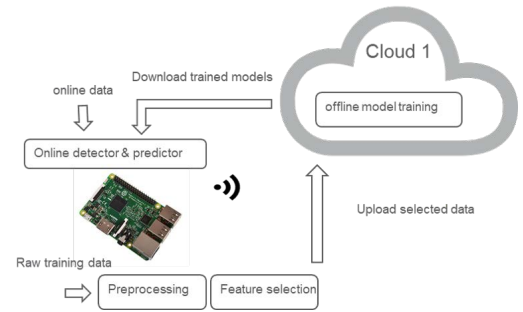 Cloud 1
Download trained models
online data
offline model training
Online detector & predictor
Upload selected data
Raw training data
Preprocessing
Feature selection